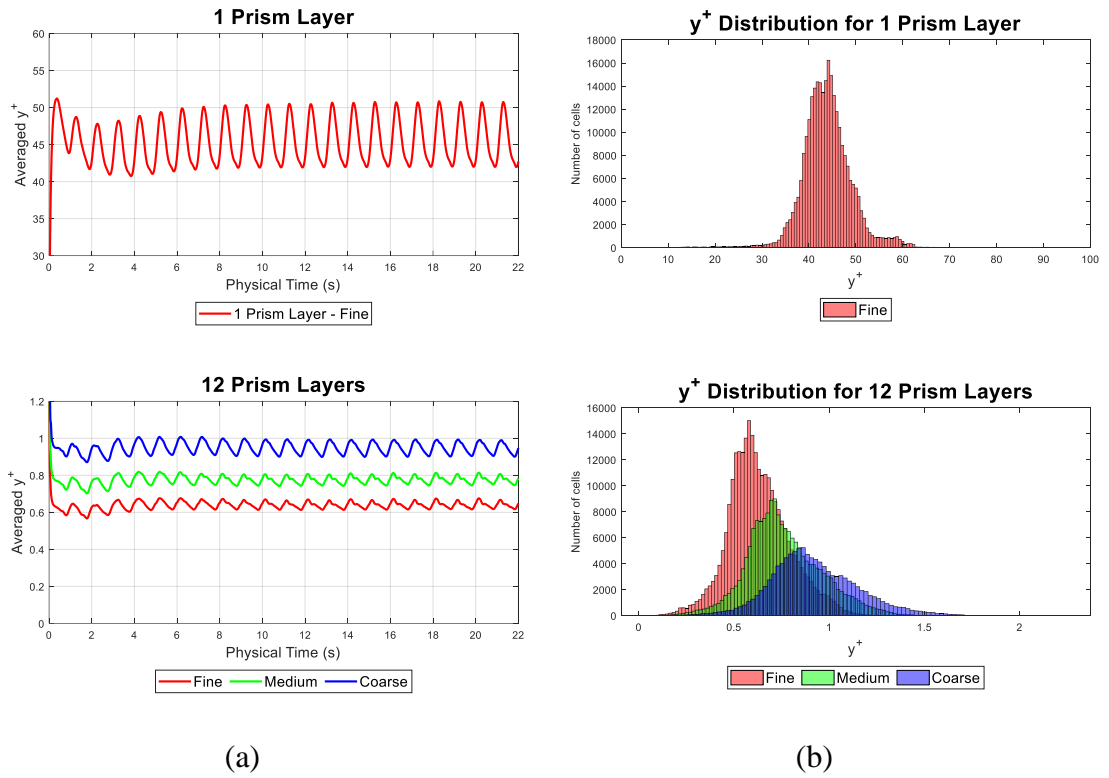 1 Prism Layer
60
55
50
45
40
35
30
Averaged y+
0 2 4 6 8 10 12 14 16 18 20 22
Physical Time (s)
1 Prism Layer - Fine
y+ Distribution for 1 Prism Layer
18000
16000
14000
12000
10000
8000
6000
4000
2000
0
Number of cells
0 10 20 30 40 50 60 70 80 90 100
y+
Fine
12 Prism Layers
1.2
1
0.8
0.6
0.4
0.2
0
Averaged y+
0 2 4 6 8 10 12 14 16 18 20 22
Physical Time (s)
Fine Medium Coarse
y+ Distribution for 12 Prism Layers
16000
14000
12000
10000
8000
6000
4000
2000
0
Number of cells
0 0.5 1 1.5 2
y+
Fine Medium Coarse
(a) (b)